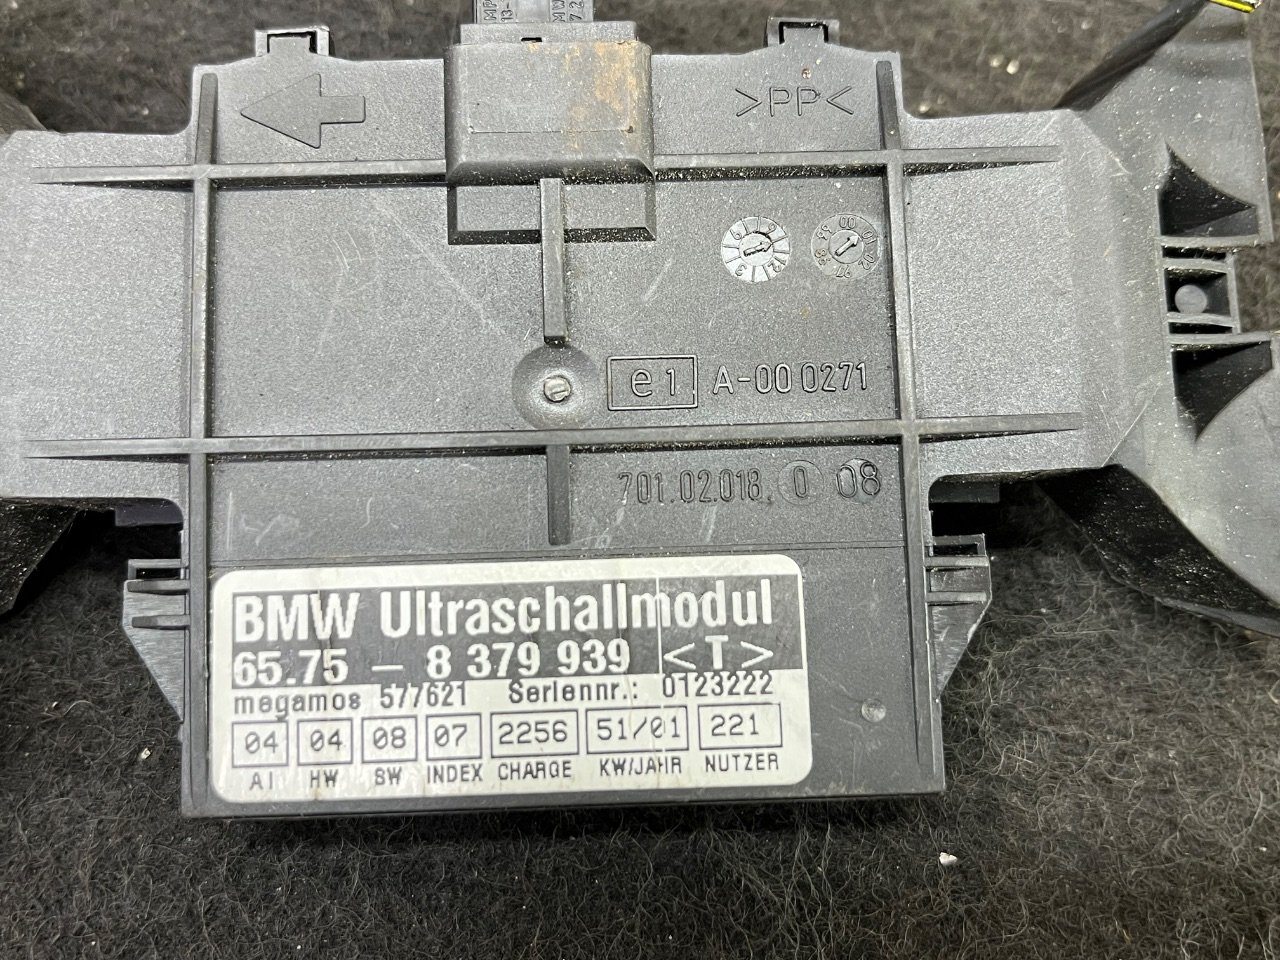 >PP<
e1 A-00 0271
701.02.018. 0 08
BMW Ultraschallmodul
65.75 - 8 379 939 <T>
megamos 577621 Seriennr.: 0123222
04 04 08 07 2256 51/01 221
AI HW SW INDEX CHARGE KW/JAHR NUTZER